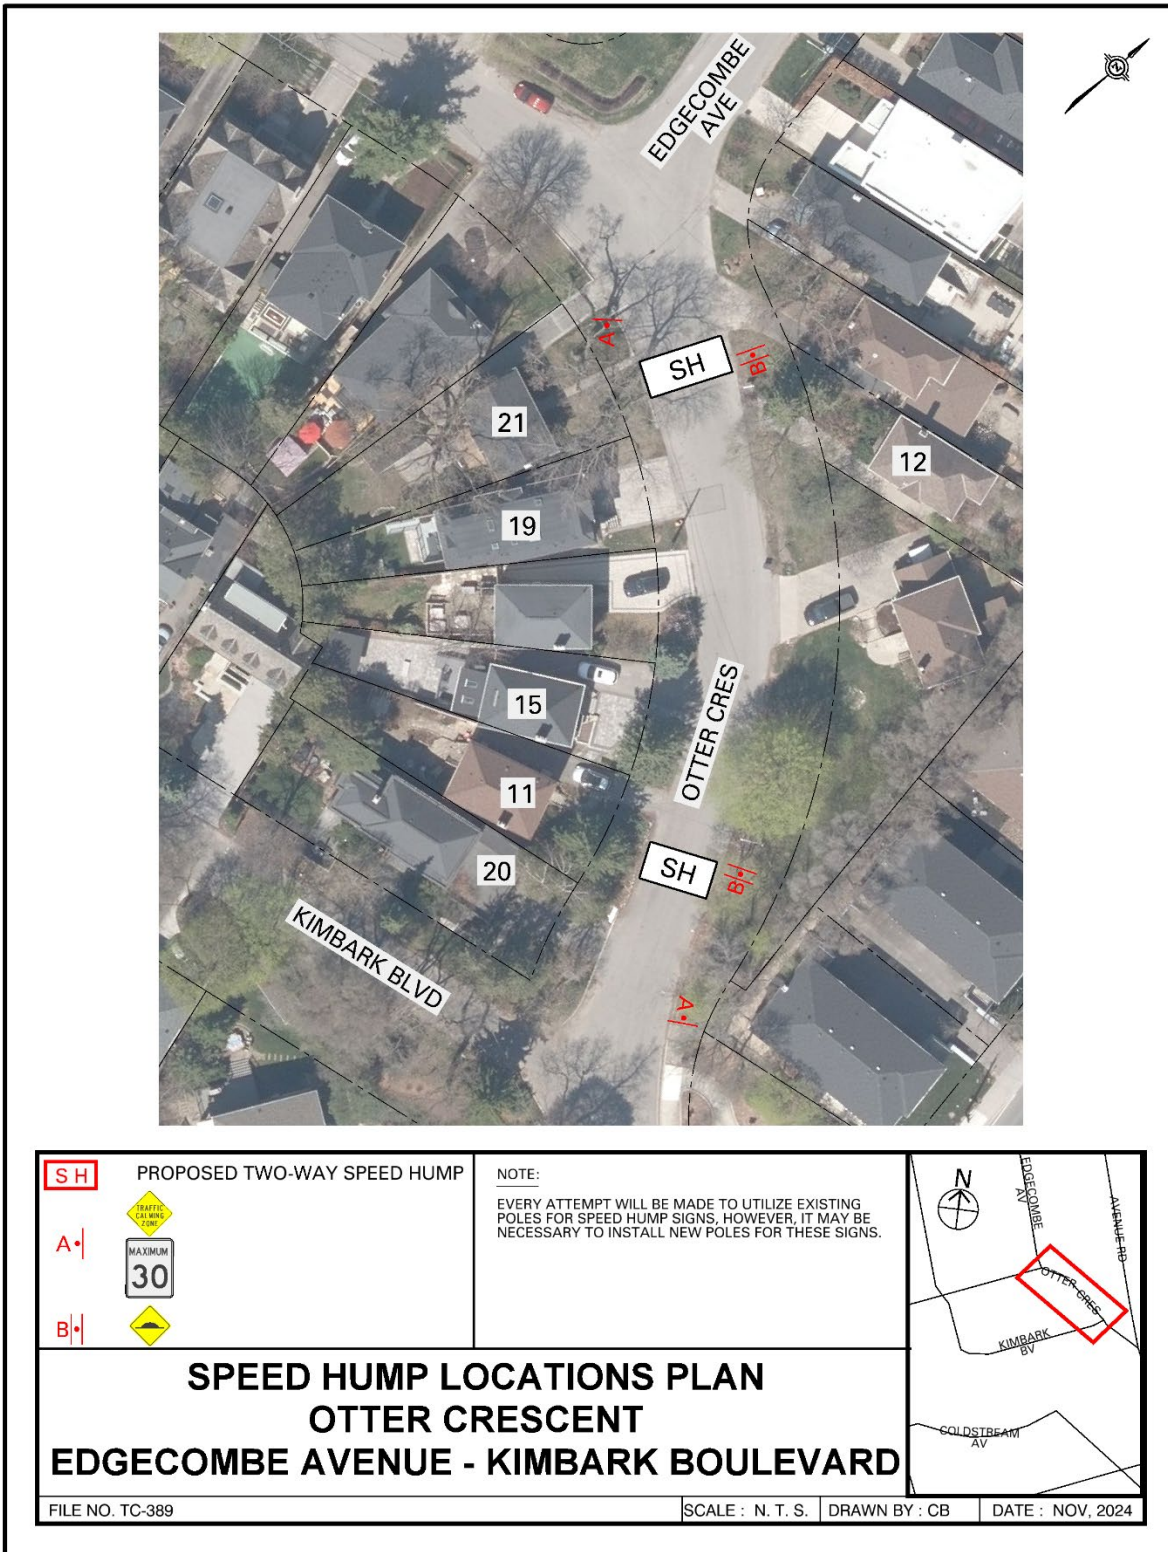 EDGECOMBE
AVE
A
SH
B
21
12
19
15
OTTER CRES
11
SH
B
20
KIMBARK BLVD
A
SH
PROPOSED TWO-WAY SPEED HUMP
TRAFFIC
CALMING
ZONE
A
MAXIMUM
30
B
NOTE:
EVERY ATTEMPT WILL BE MADE TO UTILIZE EXISTING
POLES FOR SPEED HUMP SIGNS, HOWEVER, IT MAY BE
NECESSARY TO INSTALL NEW POLES FOR THESE SIGNS.
N
EDGECOMBE
AV
AVENUE RD
OTTER CRES
KIMBARK
BV
COLDSTREAM
AV
SPEED HUMP LOCATIONS PLAN
OTTER CRESCENT
EDGECOMBE AVENUE - KIMBARK BOULEVARD
FILE NO. TC-389
SCALE : N. T. S.
DRAWN BY : CB
DATE : NOV, 2024